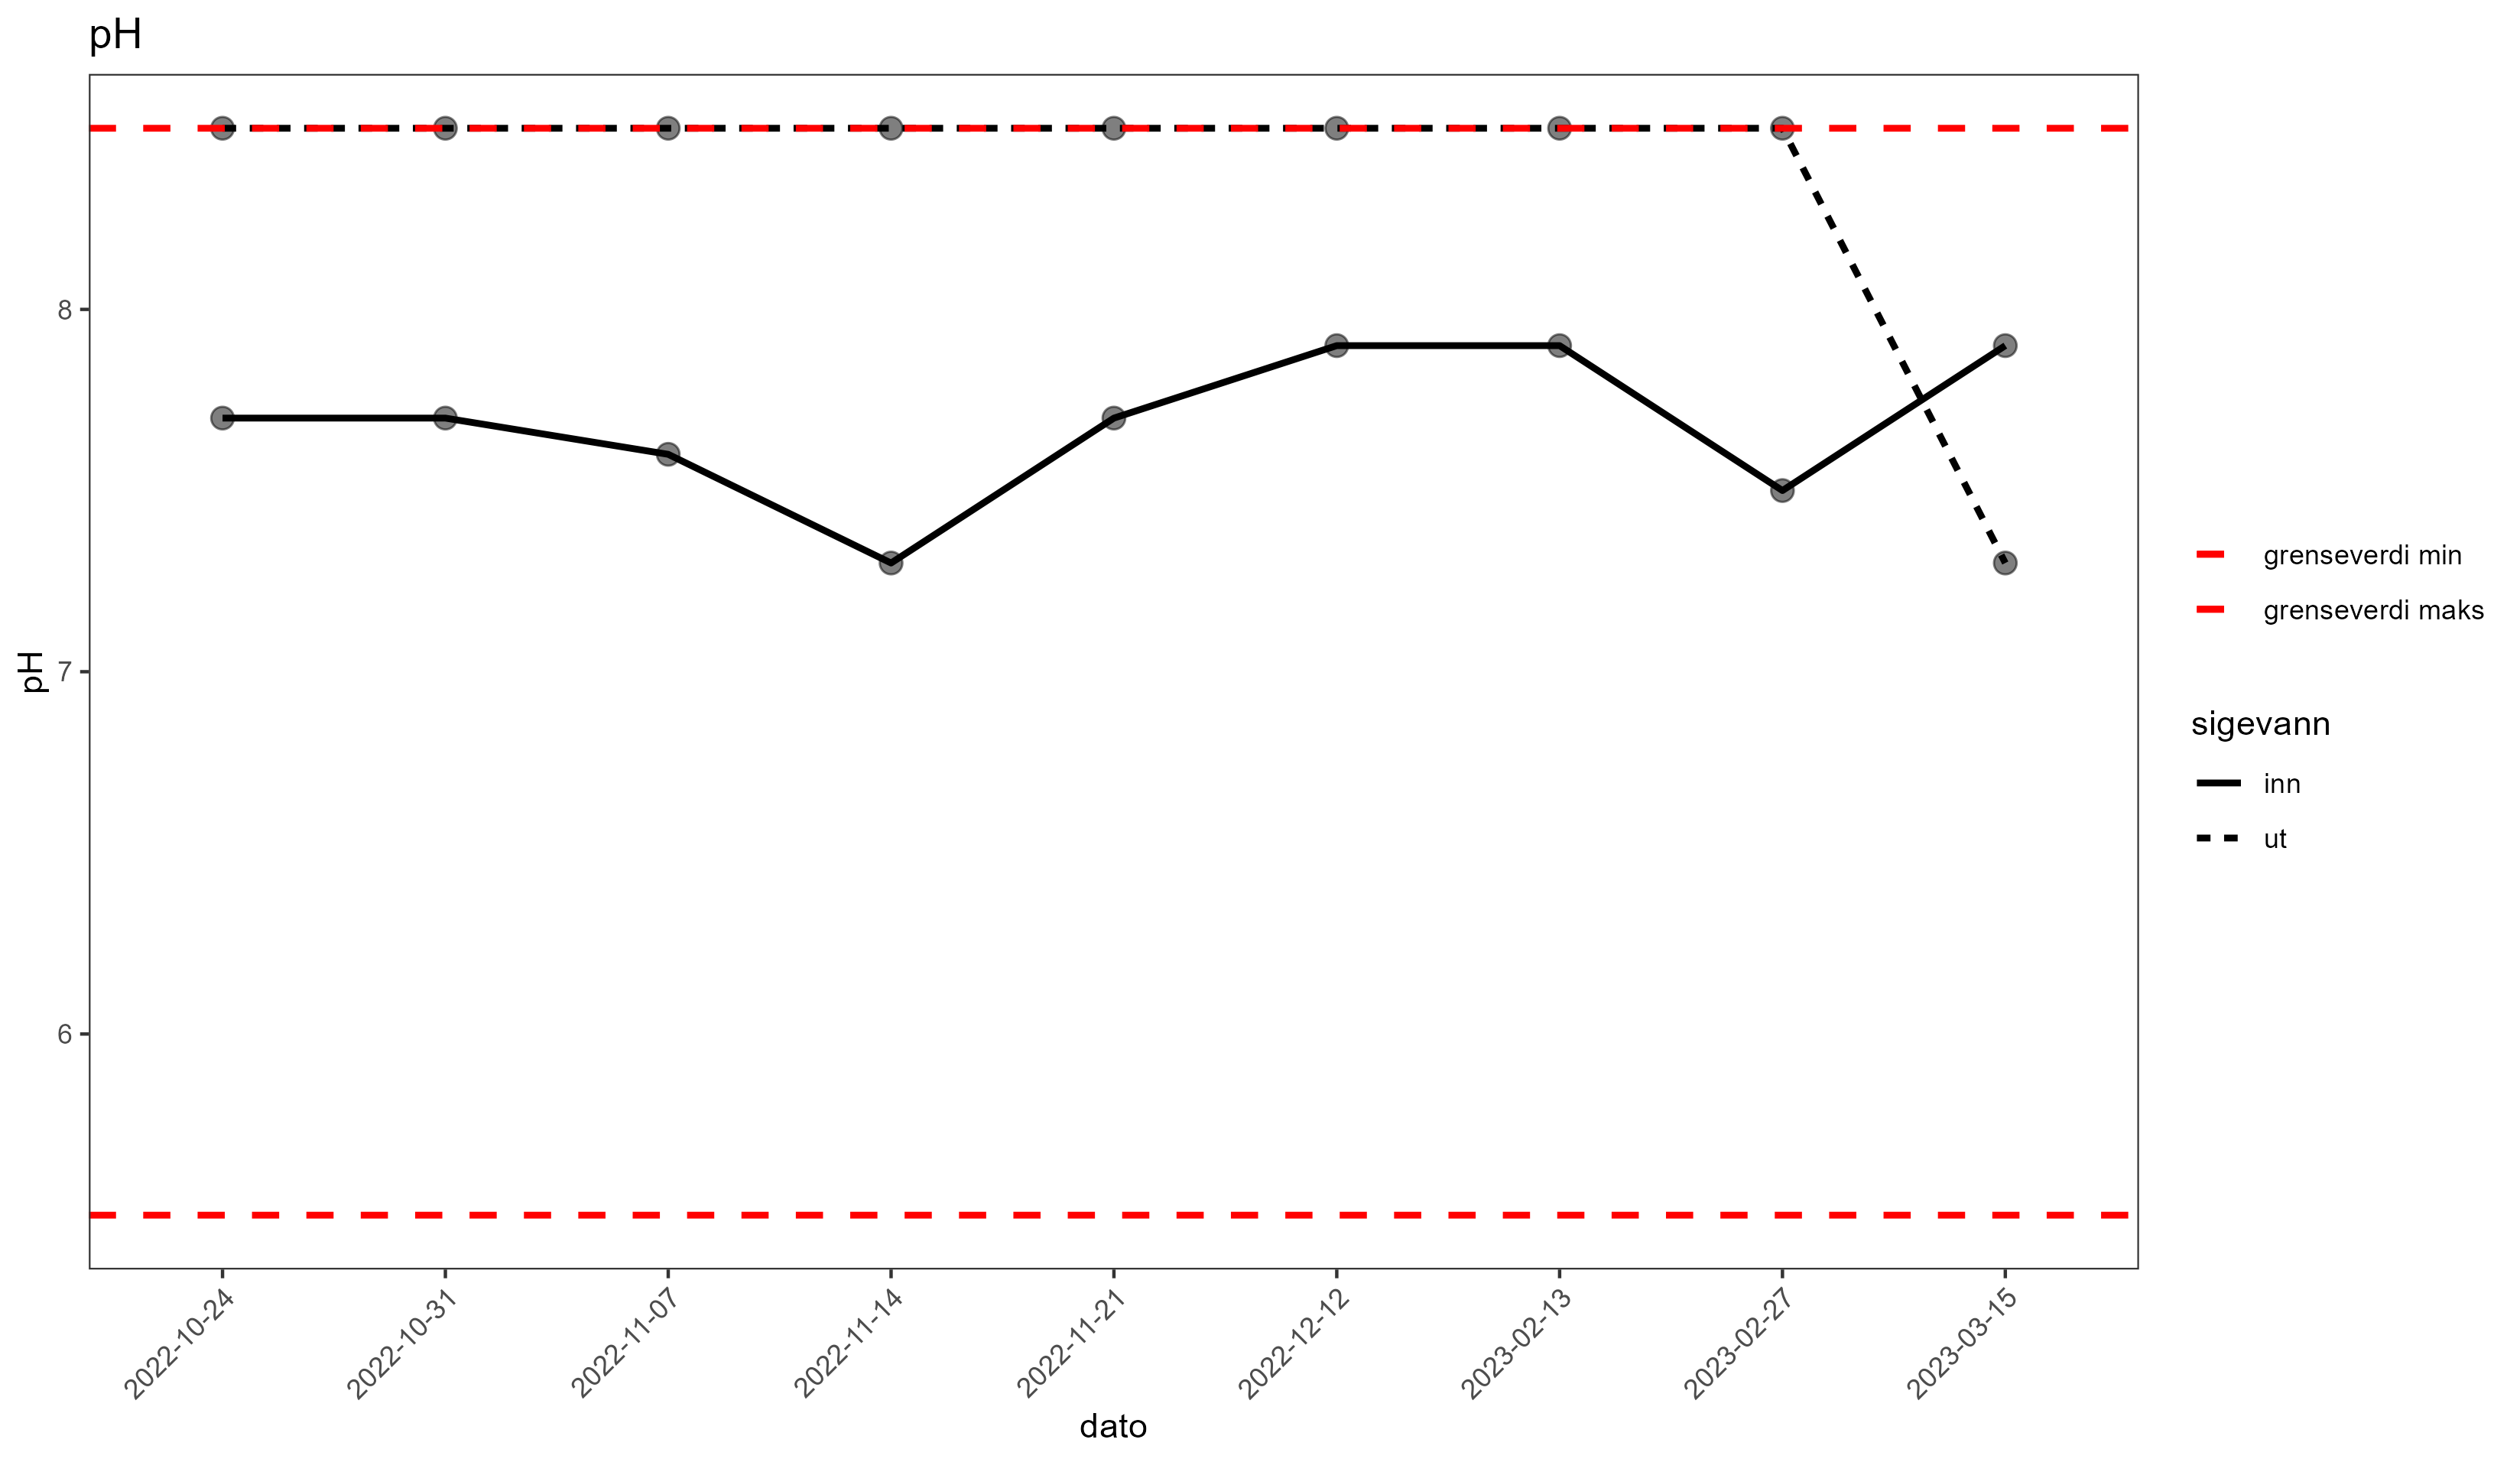 pH
8
7
6
pH
2022-10-24
2022-10-31
2022-11-07
2022-11-14
2022-11-21
2022-12-12
2023-02-13
2023-02-27
2023-03-15
dato
grenseverdi min
grenseverdi maks
sigevann
inn
ut